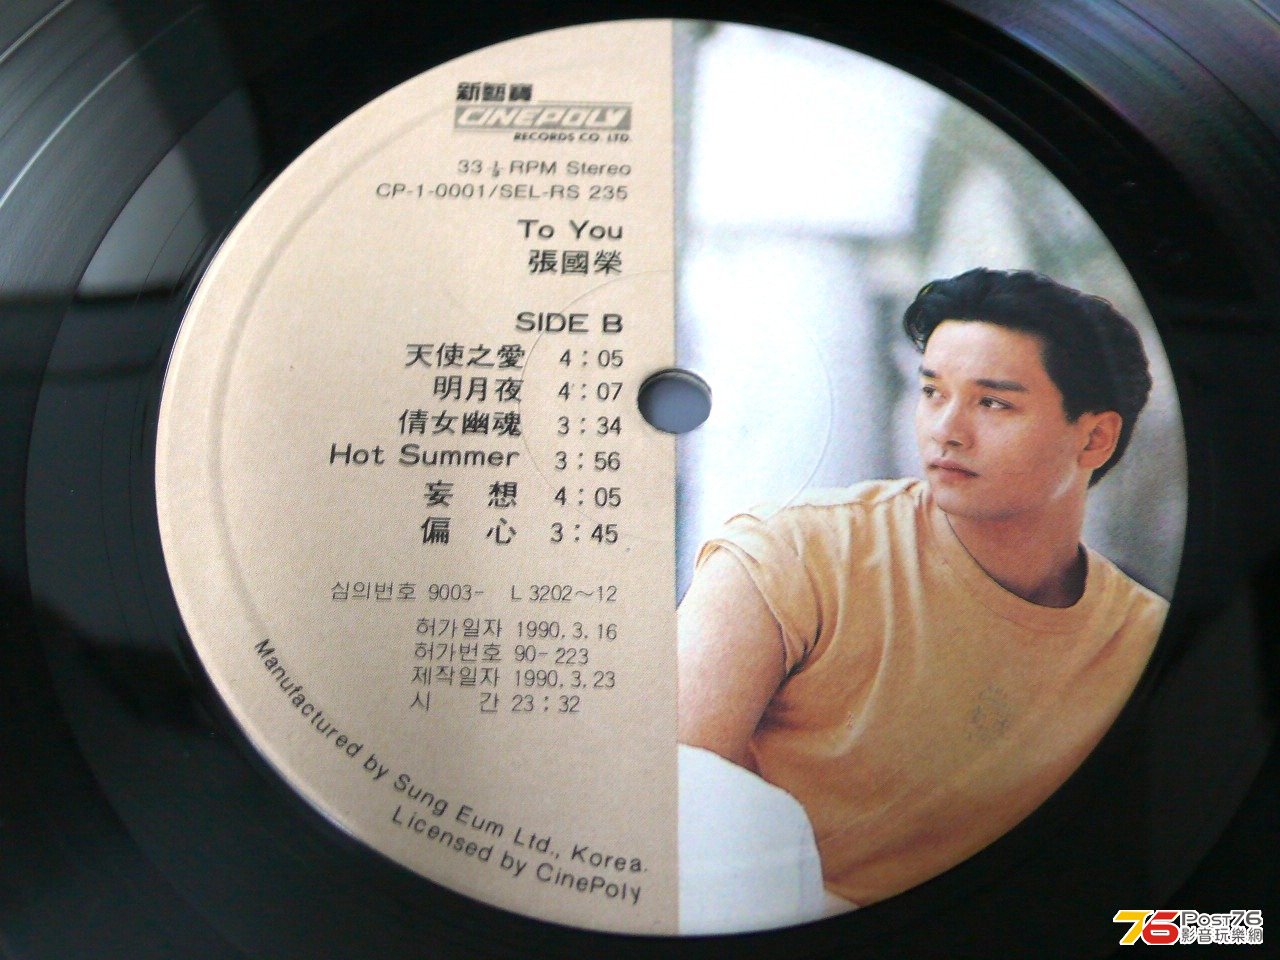 新藝寶
CINEPOLY
RECORDS CO. LTD.
33 1/3 RPM Stereo
CP-1-0001/SEL-RS 235
To You
張國榮
SIDE B
天使之愛 4:05
明月夜 4:07
倩女幽魂 3:34
Hot Summer 3:56
妄 想 4:05
偏 心 3:45
심의번호 9003- L 3202~12
허가일자 1990.3.16
허가번호 90-223
제작일자 1990.3.23
시 간 23:32
Manufactured by Sung Eum Ltd., Korea.
Licensed by CinePoly
76 Post76
影音玩樂網